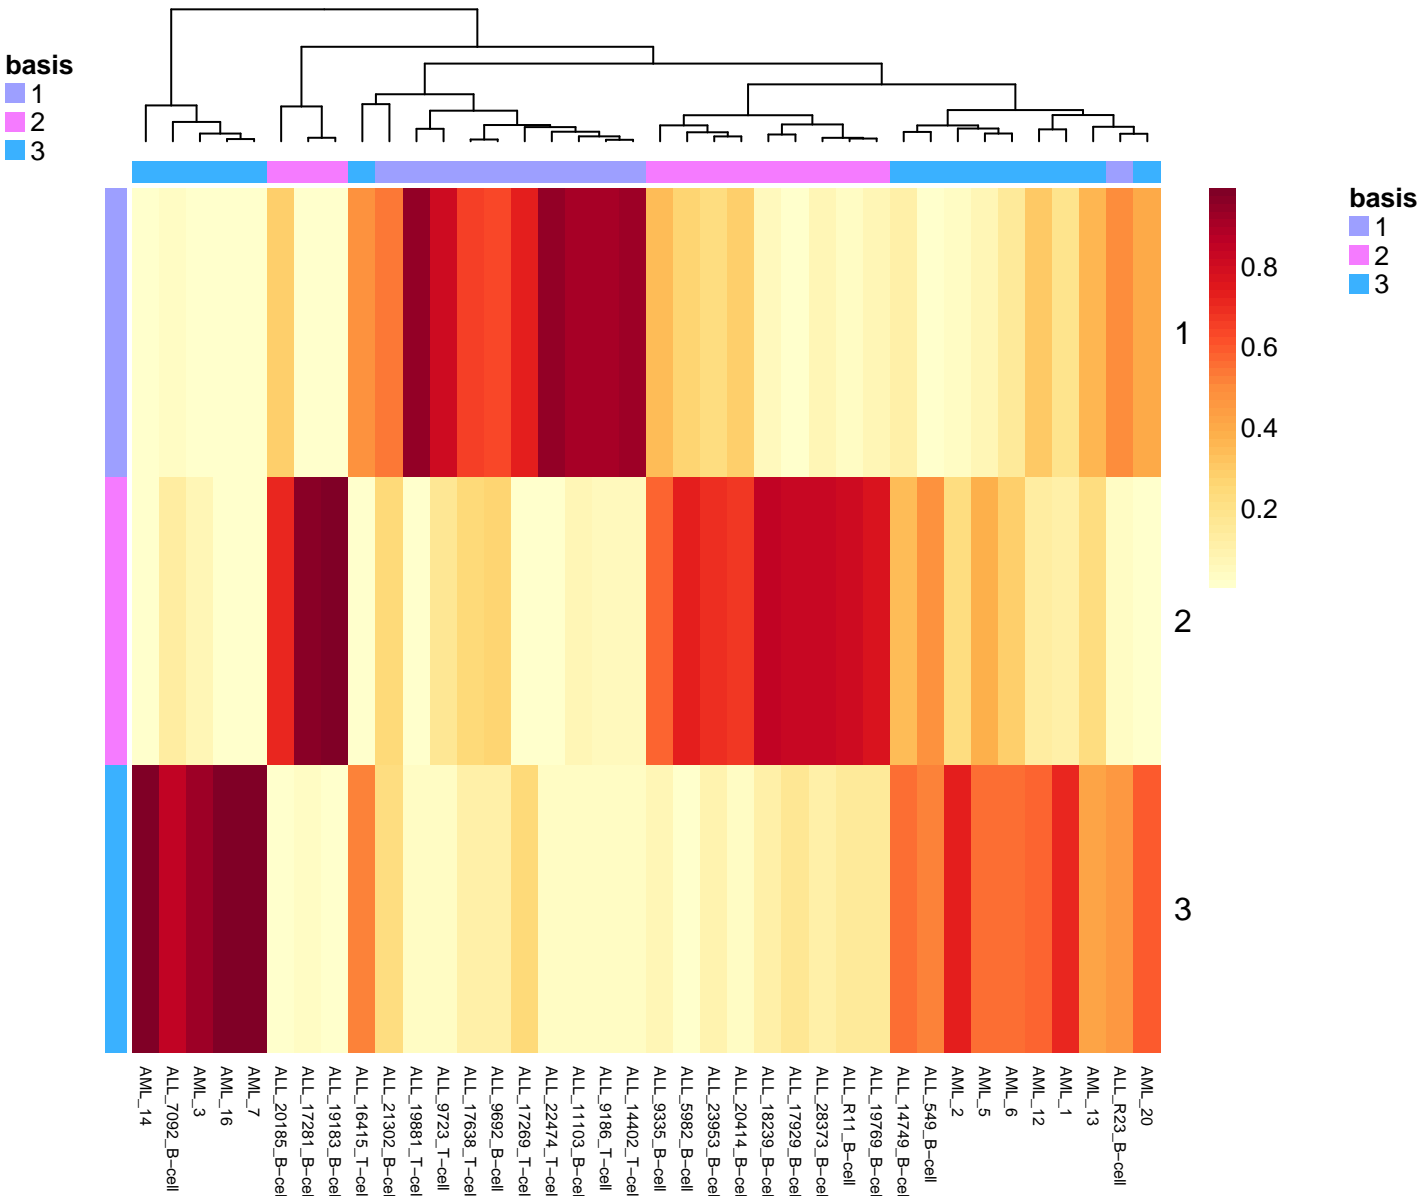 basis
1
2
3
basis
1
2
3
0.8
0.6
0.4
0.2
1
2
3
AML_14
ALL_7092_B−cell
AML_3
AML_16
AML_7
ALL_20185_B−cel
ALL_17281_B−cel
ALL_19183_B−cel
ALL_16415_T−cel
ALL_21302_B−cel
ALL_19881_T−cel
ALL_9723_T−cell
ALL_17638_T−cel
ALL_9692_B−cell
ALL_17269_T−cel
ALL_22474_T−cel
ALL_11103_B−cel
ALL_9186_T−cell
ALL_14402_T−cel
ALL_9335_B−cell
ALL_5982_B−cell
ALL_23953_B−cel
ALL_20414_B−cel
ALL_18239_B−cel
ALL_17929_B−cel
ALL_28373_B−cel
ALL_R11_B−cell
ALL_19769_B−cel
ALL_14749_B−cel
ALL_549_B−cell
AML_2
AML_5
AML_6
AML_12
AML_1
AML_13
ALL_R23_B−cell
AML_20